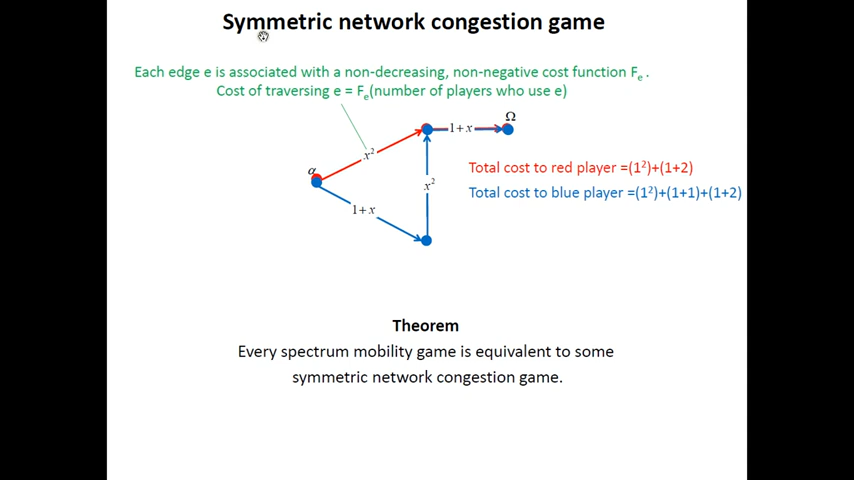 Symmetric network congestion game
Each edge e is associated with a non-decreasing, non-negative cost function Fₑ .
Cost of traversing e = Fₑ(number of players who use e)
Ω
1+x
x²
α
Total cost to red player =(1²)+(1+2)
x²
Total cost to blue player =(1²)+(1+1)+(1+2)
1+x
Theorem
Every spectrum mobility game is equivalent to some
symmetric network congestion game.